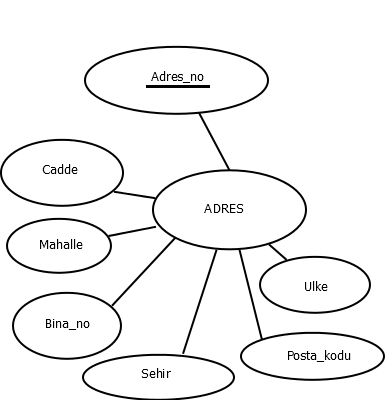 Adres_no
Cadde
ADRES
Mahalle
Ulke
Bina_no
Posta_kodu
Sehir